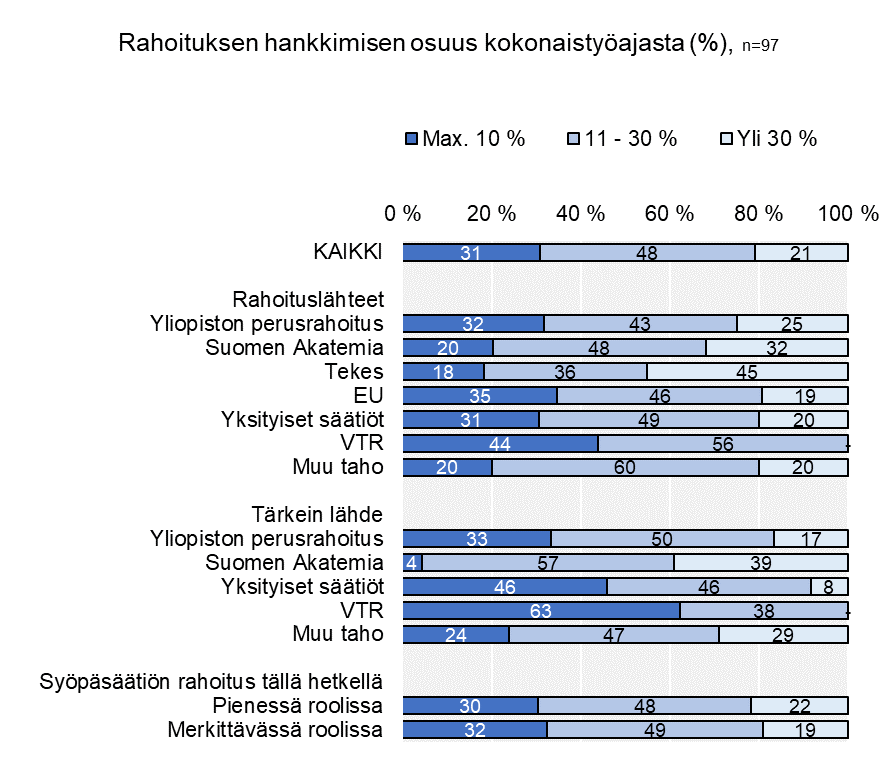 Rahoituksen hankkimisen osuus kokonaistyöajasta (%), n=97
Max. 10 % 11 - 30 % Yli 30 %
0 % 20 % 40 % 60 % 80 % 100 %
KAIKKI 31 48 21
Rahoituslähteet
Yliopiston perusrahoitus 32 43 25
Suomen Akatemia 20 48 32
Tekes 18 36 45
EU 35 46 19
Yksityiset säätiöt 31 49 20
VTR 44 56 -
Muu taho 20 60 20
Tärkein lähde
Yliopiston perusrahoitus 33 50 17
Suomen Akatemia 4 57 39
Yksityiset säätiöt 46 46 8
VTR 63 38 -
Muu taho 24 47 29
Syöpäsäätiön rahoitus tällä hetkellä
Pienessä roolissa 30 48 22
Merkittävässä roolissa 32 49 19